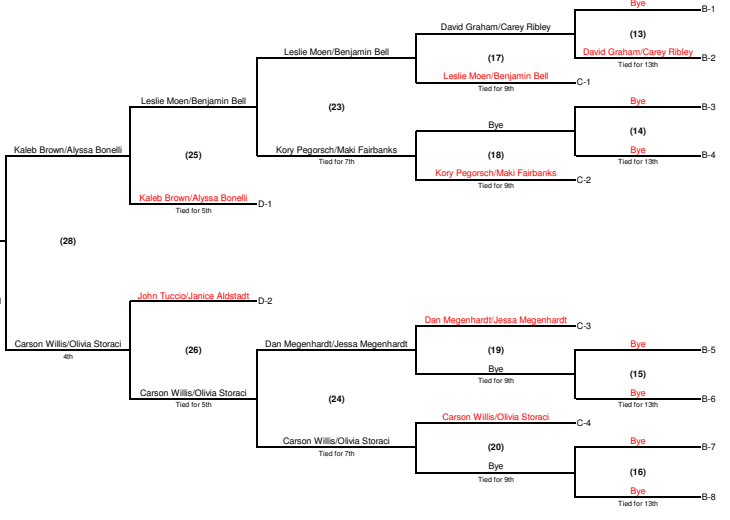 Bye
B-1
David Graham/Carey Ribley
(13)
David Graham/Carey Ribley
B-2
Tied for 13th
Leslie Moen/Benjamin Bell
(17)
Leslie Moen/Benjamin Bell
C-1
Tied for 9th
Leslie Moen/Benjamin Bell
(23)
Bye
B-3
Bye
(14)
Bye
B-4
Tied for 13th
Kaleb Brown/Alyssa Bonelli
(25)
Kory Pegorsch/Maki Fairbanks
Tied for 7th
(18)
Kory Pegorsch/Maki Fairbanks
C-2
Tied for 9th
Kaleb Brown/Alyssa Bonelli
D-1
Tied for 5th
(28)
John Tuccio/Janice Aldstadt
D-2
Dan Megenhardt/Jessa Megenhardt
C-3
Carson Willis/Olivia Storaci
4th
(26)
Dan Megenhardt/Jessa Megenhardt
(19)
Bye
Tied for 9th
Bye
B-5
(15)
Bye
B-6
Tied for 13th
Carson Willis/Olivia Storaci
Tied for 5th
(24)
Carson Willis/Olivia Storaci
C-4
Carson Willis/Olivia Storaci
Tied for 7th
(20)
Bye
Tied for 9th
Bye
B-7
(16)
Bye
B-8
Tied for 13th